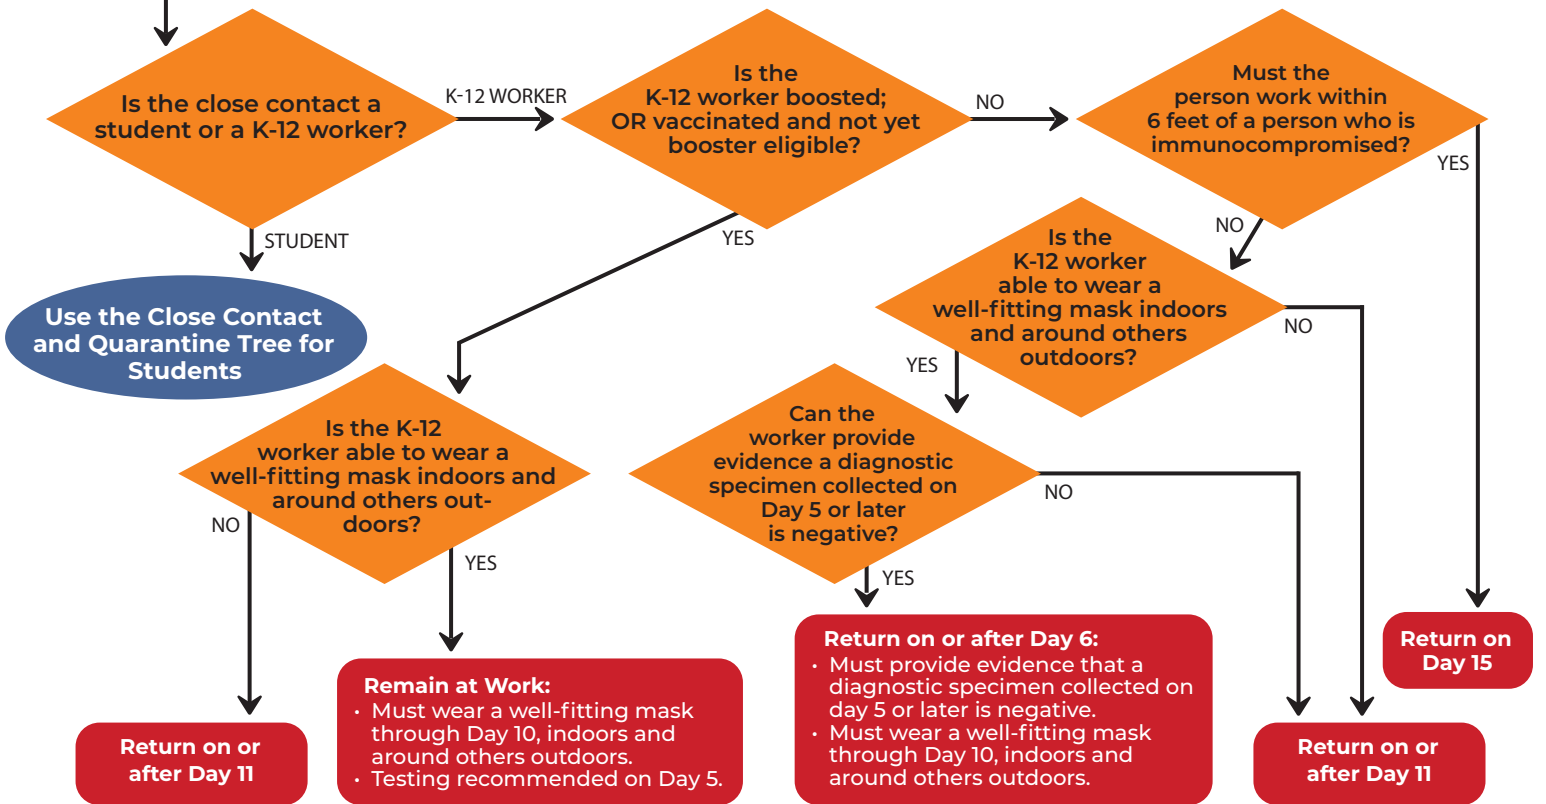 Is the close contact a
student or a K-12 worker?
K-12 WORKER
Is the
K-12 worker boosted;
OR vaccinated and not yet
booster eligible?
NO
Must the
person work within
6 feet of a person who is
immunocompromised?
YES
STUDENT
YES
NO
Use the Close Contact
and Quarantine Tree for
Students
Is the
K-12 worker
able to wear a
well-fitting mask indoors
and around others
outdoors?
NO
YES
Is the K-12
worker able to wear a
well-fitting mask indoors and
around others out-
doors?
NO
YES
Can the
worker provide
evidence a diagnostic
specimen collected on
Day 5 or later
is negative?
NO
YES
Return on or
after Day 11
Remain at Work:
· Must wear a well-fitting mask
through Day 10, indoors and
around others outdoors.
· Testing recommended on Day 5.
Return on or after Day 6:
· Must provide evidence that a
diagnostic specimen collected on
day 5 or later is negative.
· Must wear a well-fitting mask
through Day 10, indoors and
around others outdoors.
Return on or
after Day 11
Return on
Day 15